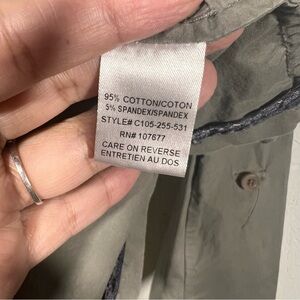 95% COTTON/COTON
5% SPANDEX/SPANDEX
STYLE# C105-255-531
RN# 107677
CARE ON REVERSE
ENTRETIEN AU DOS